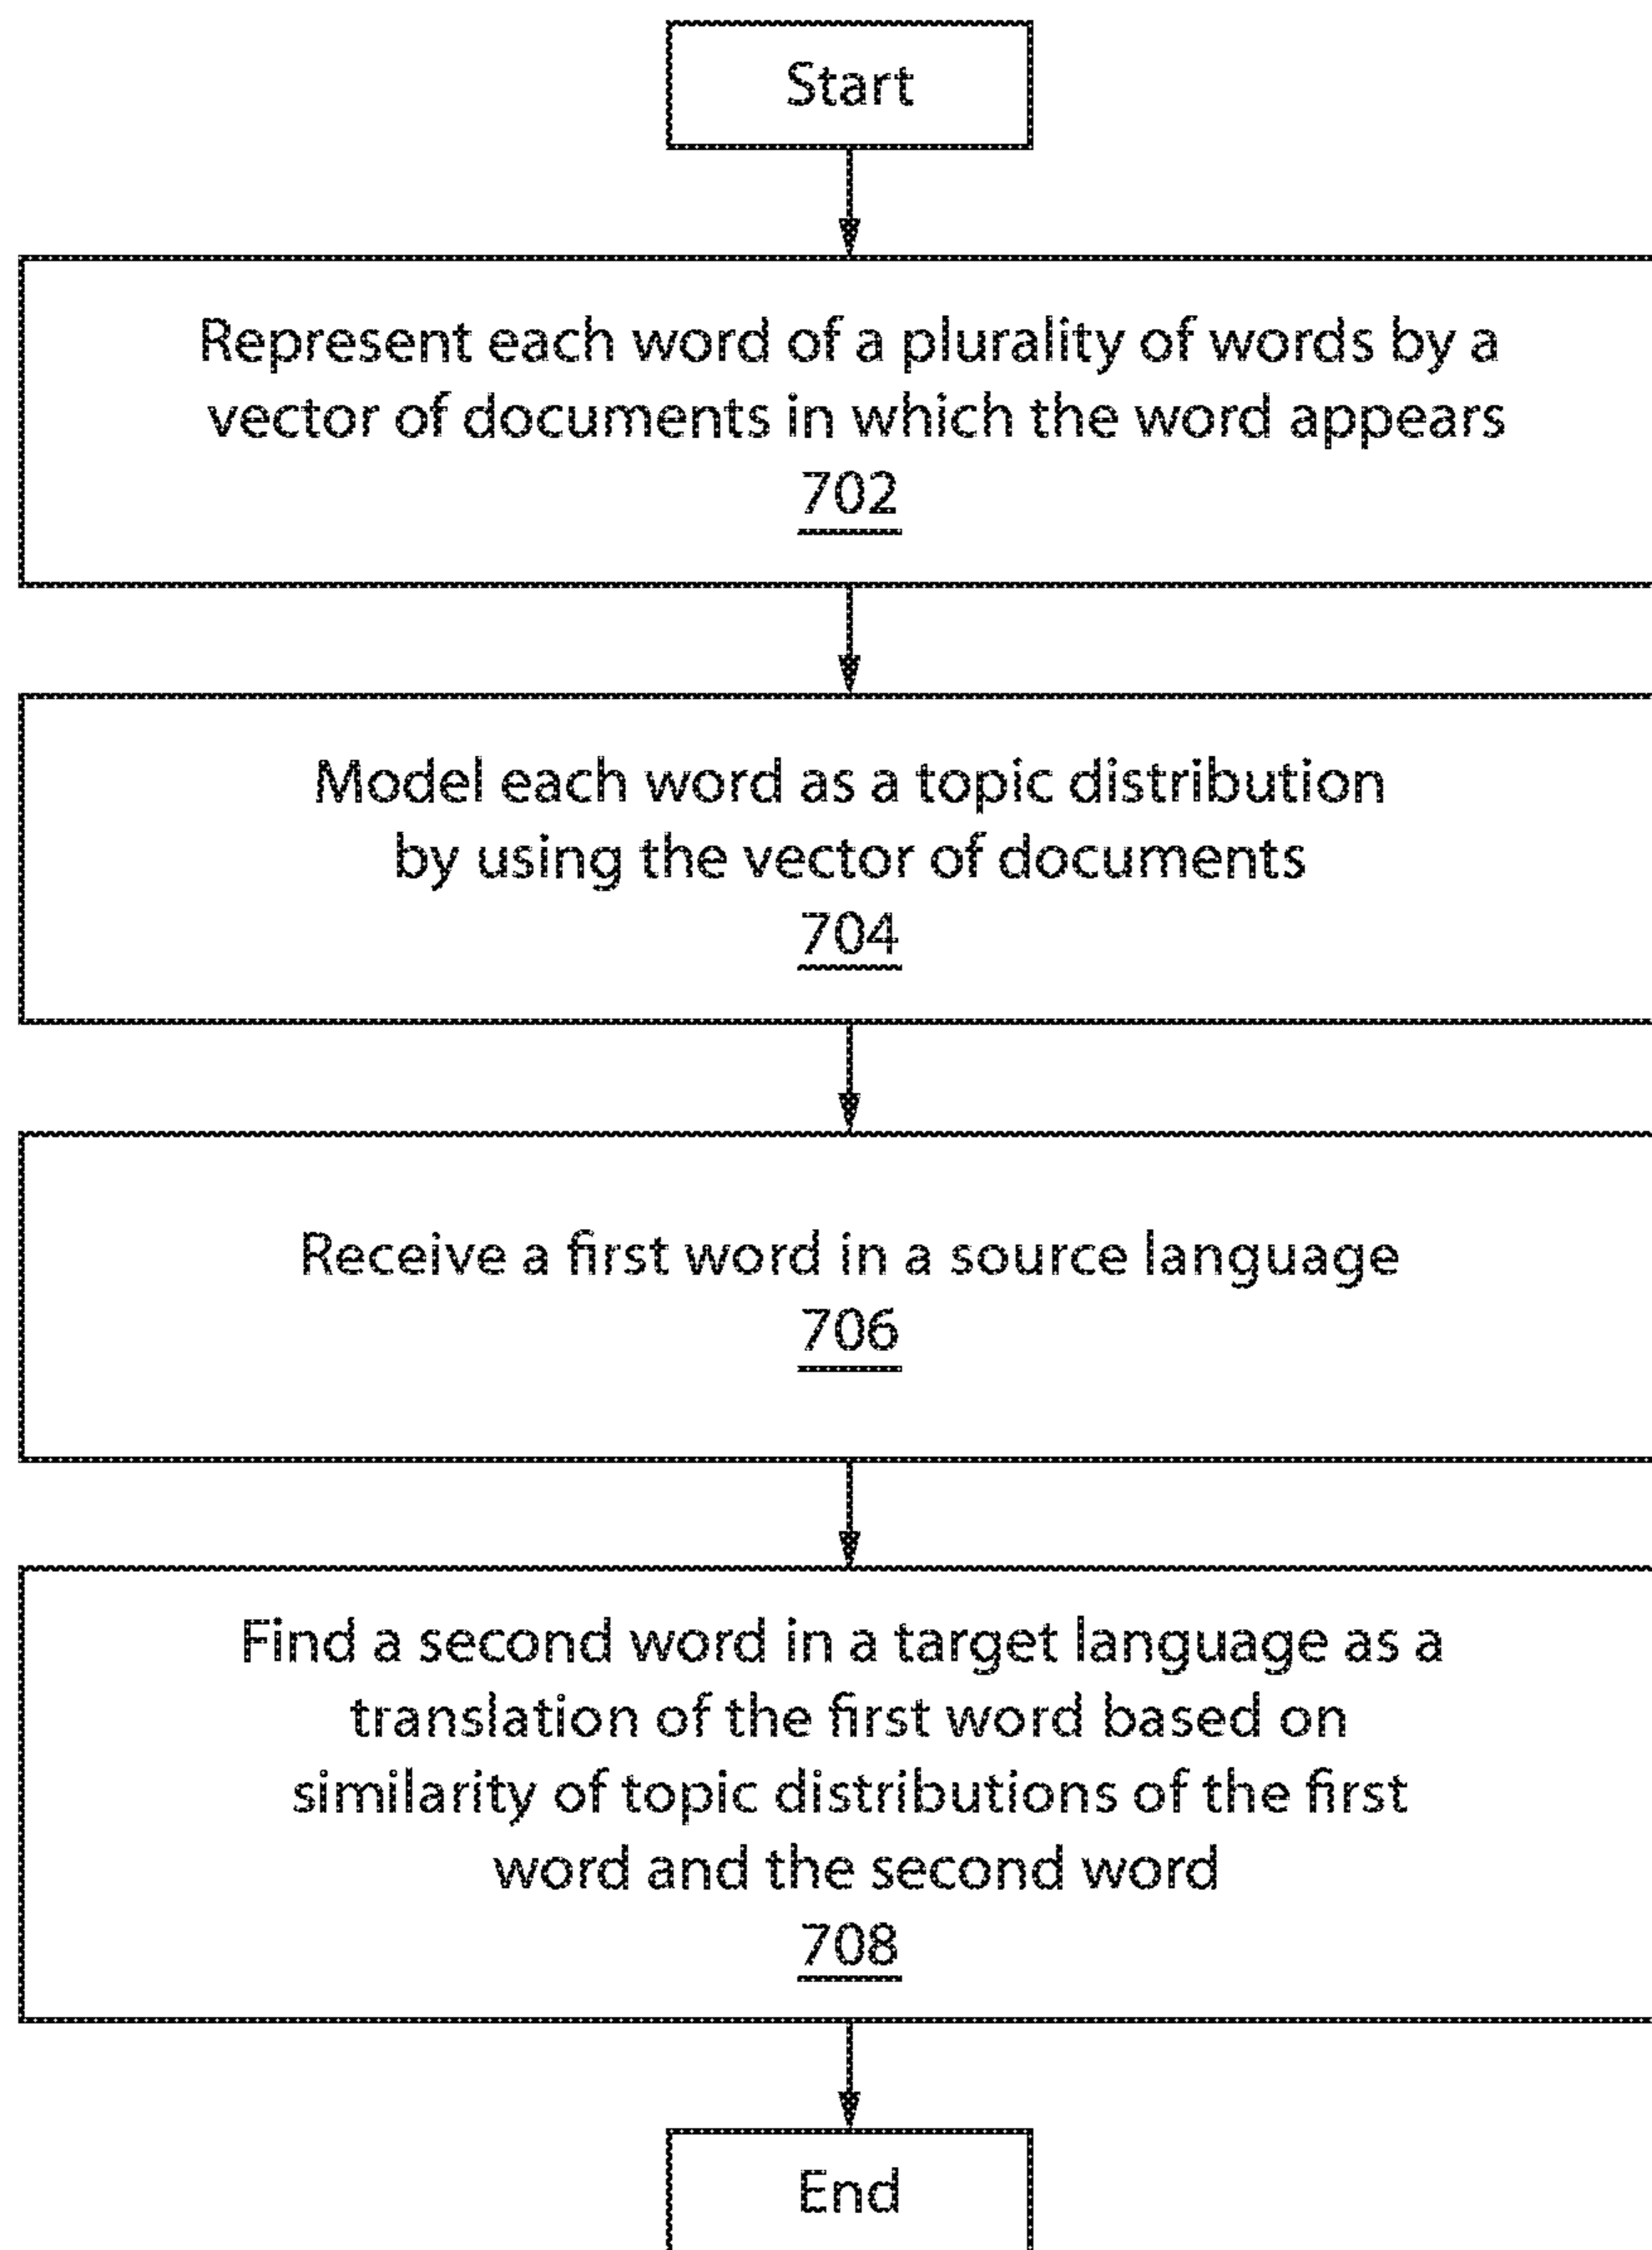 Start
Represent each word of a plurality of words by a
vector of documents in which the word appears
702
Model each word as a topic distribution
by using the vector of documents
704
Receive a first word in a source language
706
Find a second word in a target language as a
translation of the first word based on
similarity of topic distributions of the first
word and the second word
708
End